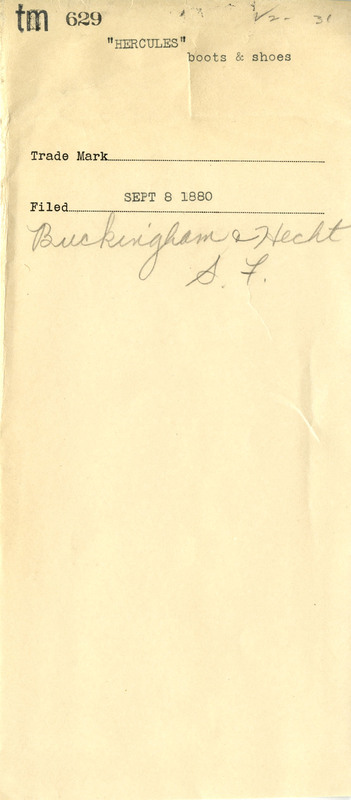 tm 629
"HERCULES"
boots & shoes
Trade Mark
SEPT 8 1880
Filed
Buckingham & Hecht
S. F.